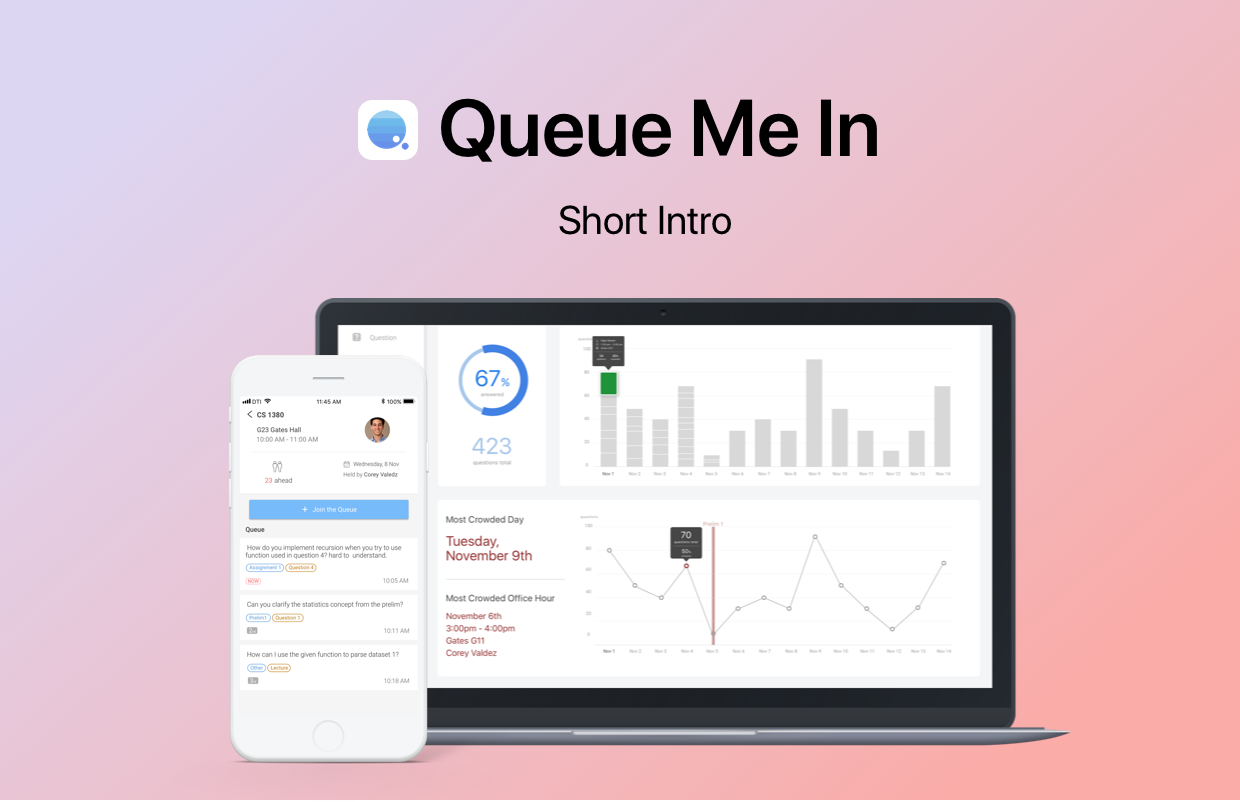 Queue Me In
Short Intro
Question
67%
answered
423
questions total
100
80
60
40
20
0
Nov 1 Nov 2 Nov 3 Nov 4 Nov 5 Nov 6 Nov 7 Nov 8 Nov 9 Nov 10 Nov 11 Nov 12 Nov 13 Nov 14
Most Crowded Day
Tuesday,
November 9th
Most Crowded Office Hour
November 6th
3:00pm - 4:00pm
Gates G11
Corey Valdez
100
80
60
40
20
0
Prelim 1
70
50%
Nov 1 Nov 2 Nov 3 Nov 4 Nov 5 Nov 6 Nov 7 Nov 8 Nov 9 Nov 10 Nov 11 Nov 12 Nov 13 Nov 14
DTI 11:45 AM 100%
CS 1380
G23 Gates Hall
10:00 AM - 11:00 AM
23 ahead
Wednesday, 8 Nov
Held by Corey Valedz
+ Join the Queue
Queue
How do you implement recursion when you try to use
function used in question 4? hard to understand.
Assignment 1 Question 4
NOW 10:05 AM
Can you clarify the statistics concept from the prelim?
Prelim1 Question 1
10:11 AM
How can I use the given function to parse dataset 1?
Other Lecture
10:18 AM